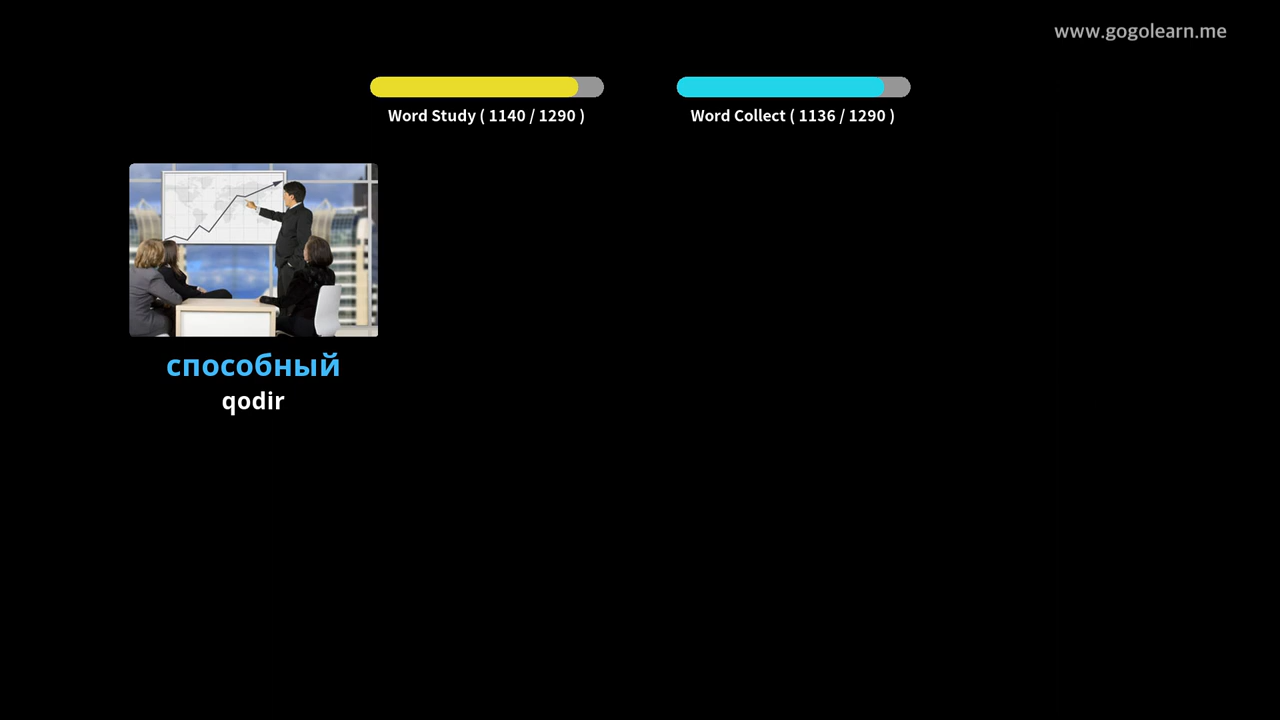 www.gogolearn.me
Word Study ( 1140 / 1290 )
Word Collect ( 1136 / 1290 )
способный
qodir